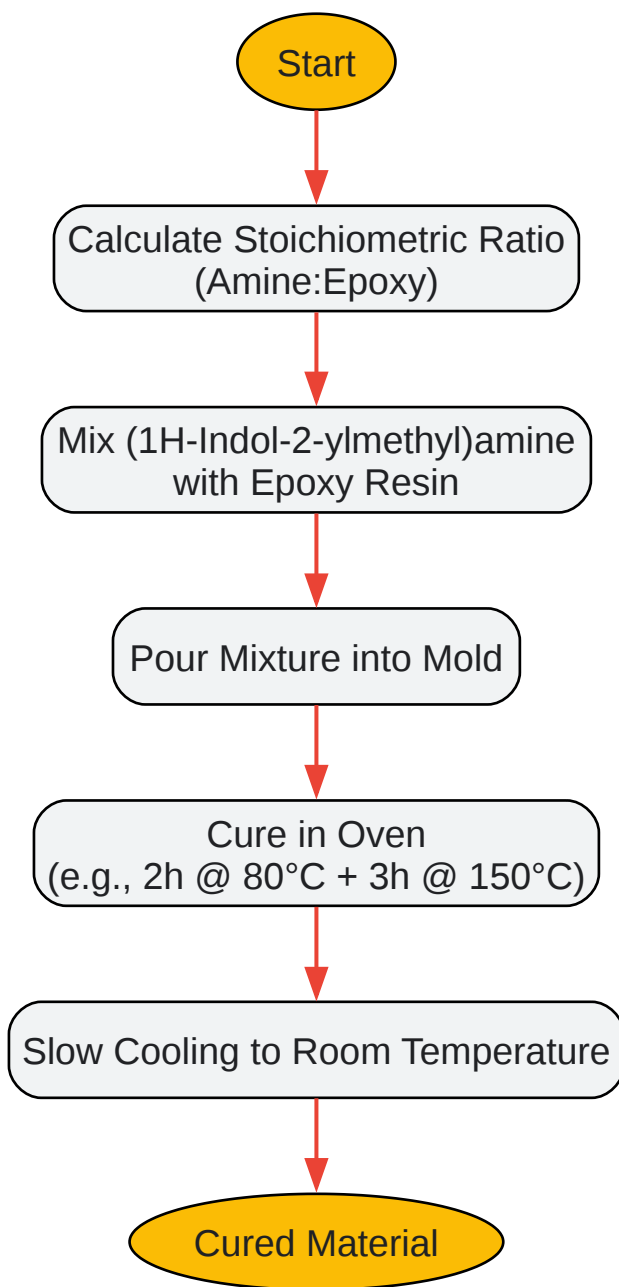 Start
Calculate Stoichiometric Ratio
(Amine:Epoxy)
Mix (1H-Indol-2-ylmethyl)amine
with Epoxy Resin
Pour Mixture into Mold
Cure in Oven
(e.g., 2h @ 80°C + 3h @ 150°C)
Slow Cooling to Room Temperature
Cured Material